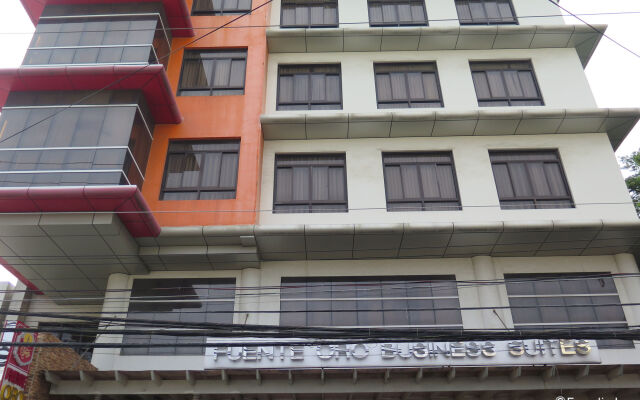 FUENTE ORO BUSINESS SUITES